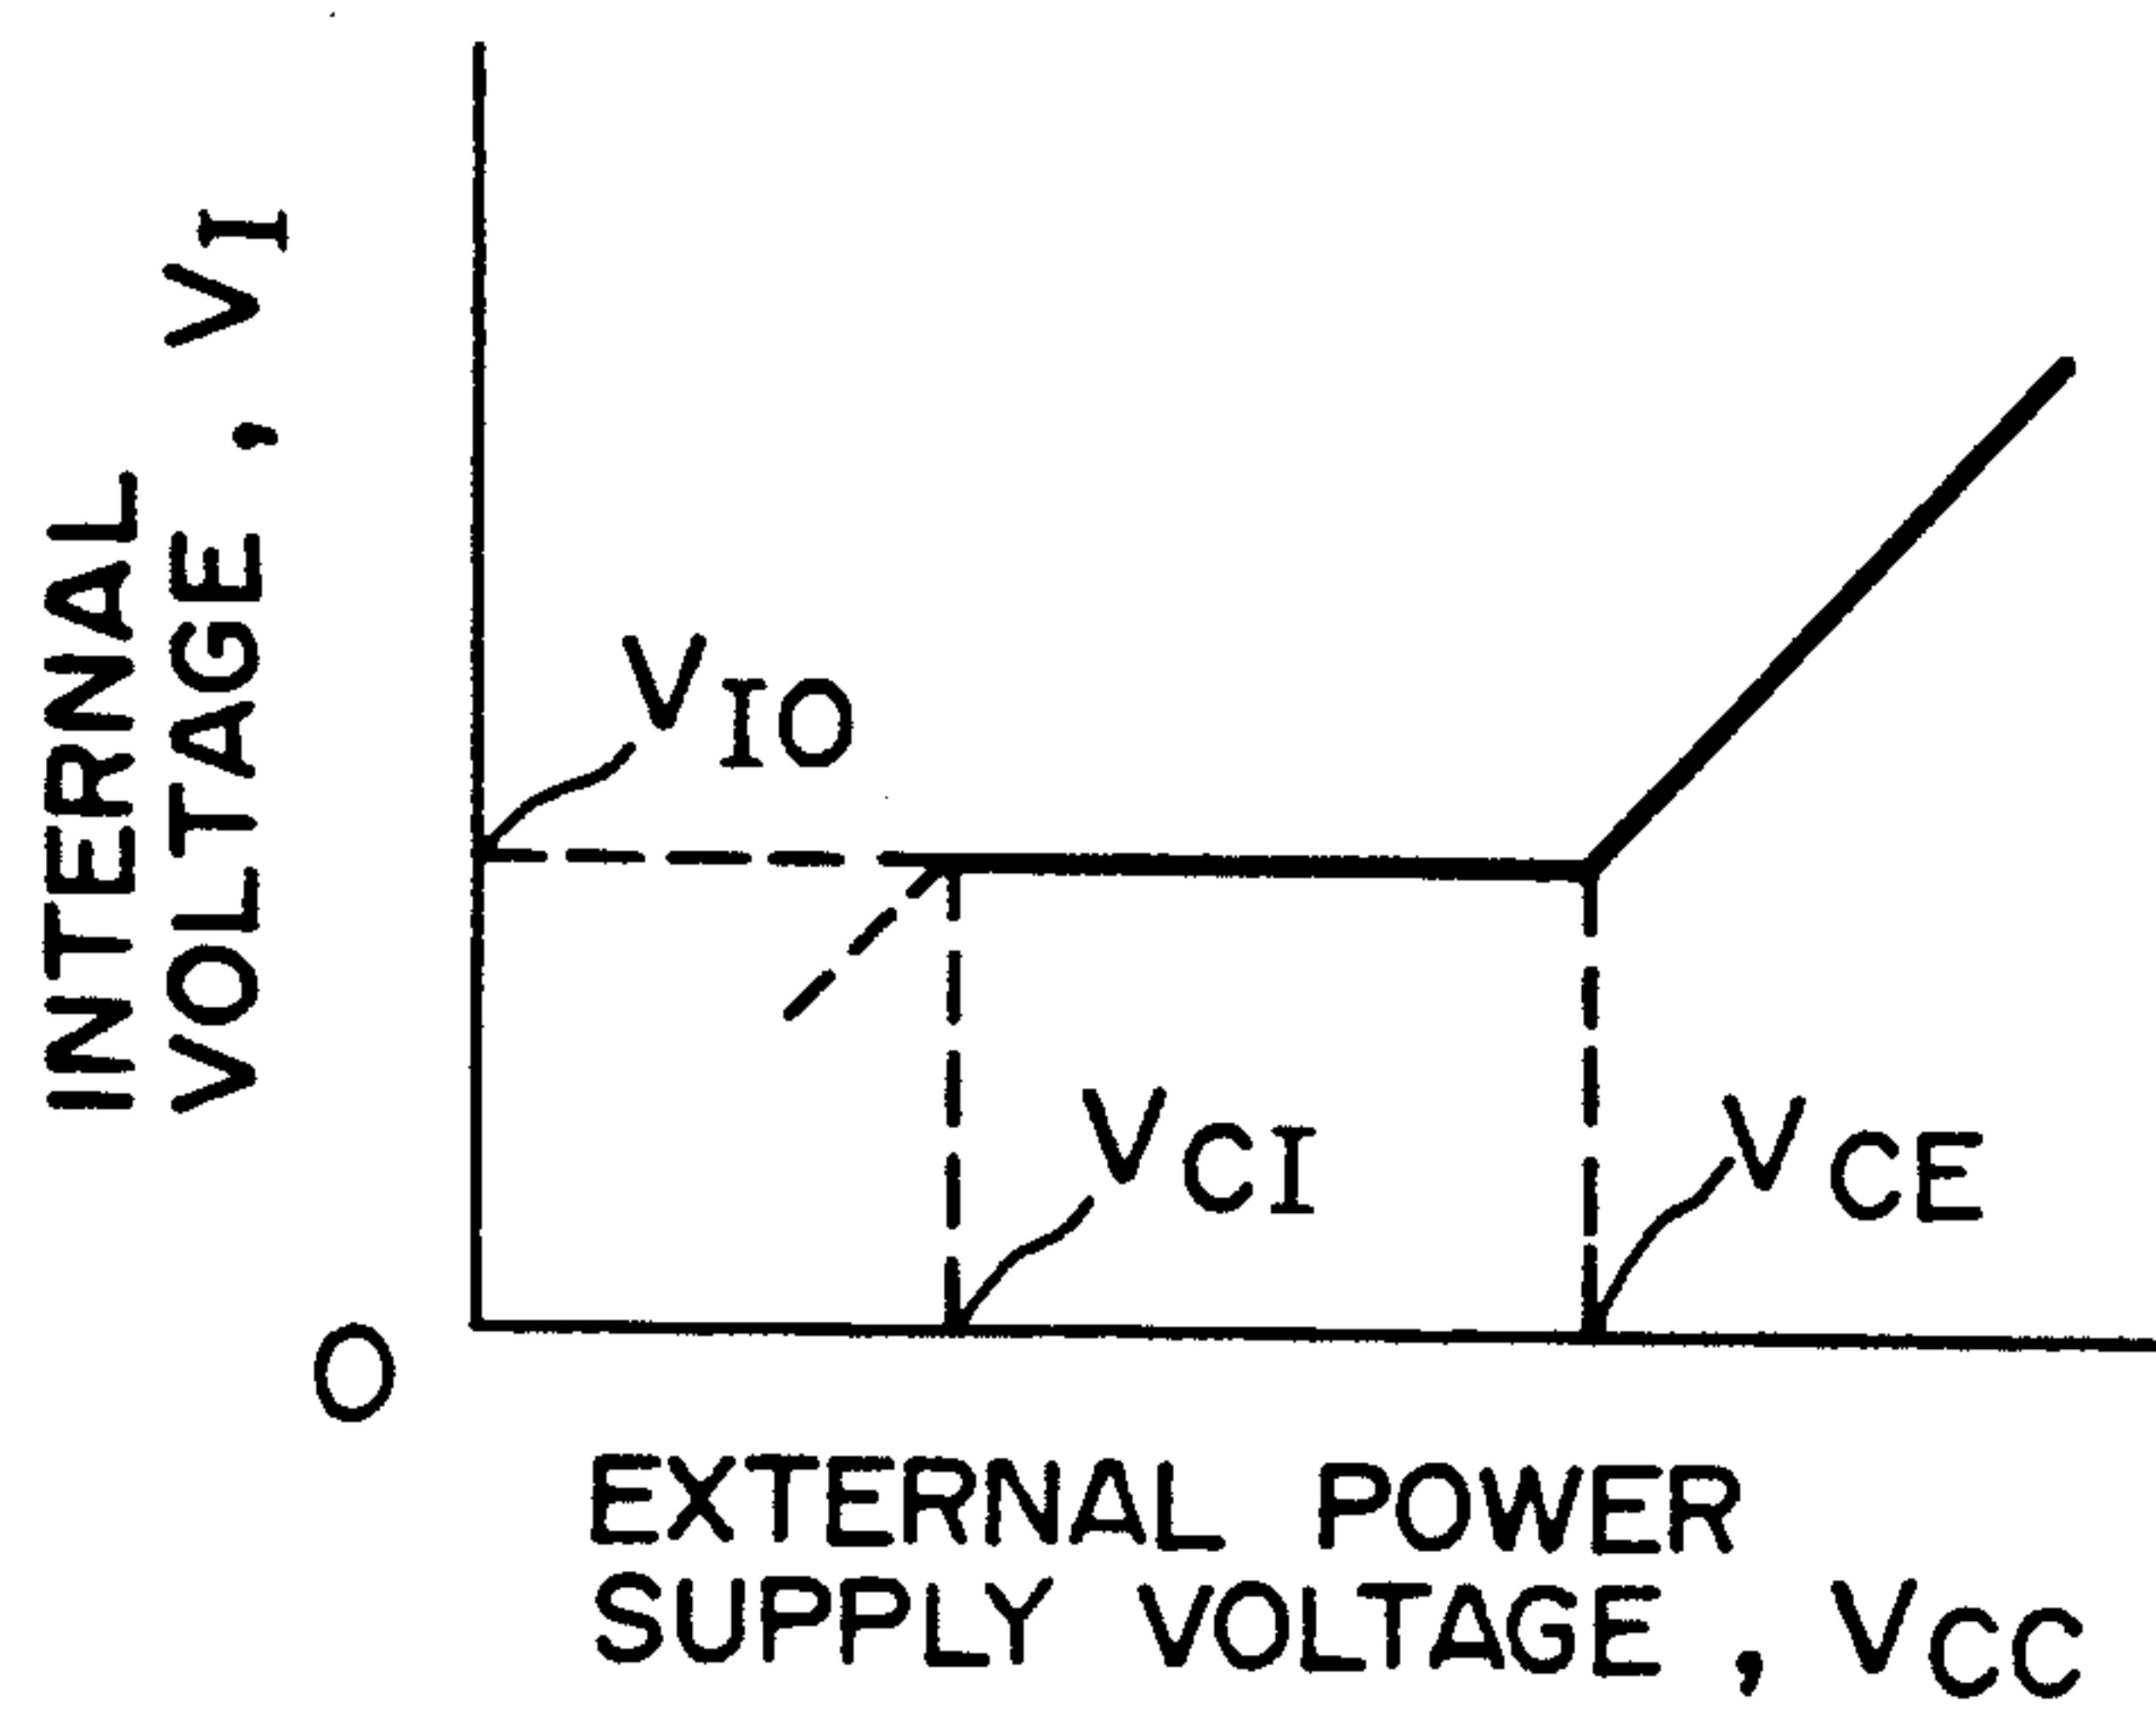 INTERNAL
VOLTAGE, VI
VIO
VCI
VCE
O
EXTERNAL POWER
SUPPLY VOLTAGE, VCC